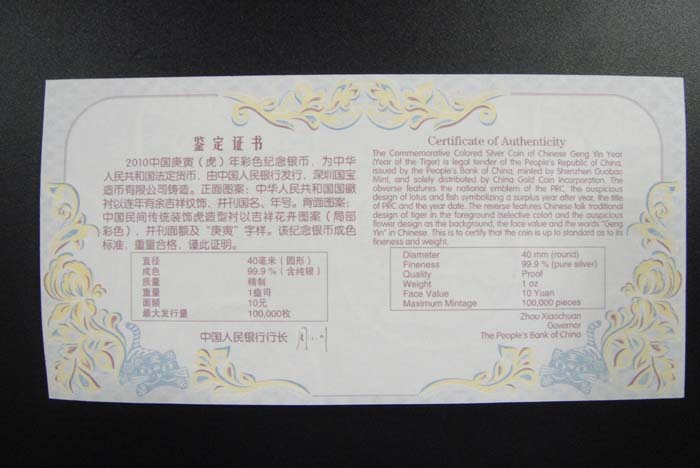 鉴定证书
2010中国庚寅（虎）年彩色纪念银币，为中华
人民共和国法定货币，由中国人民银行发行，深圳国宝
造币有限公司铸造。正面图案：中华人民共和国国徽
衬以连年有余吉祥纹饰，并刊国名、年号。背面图案：
中国民间传统装饰虎造型衬以吉祥花卉图案（局部
彩色），并刊面额及“庚寅”字样。该纪念银币成色
标准，重量合格，谨此证明。
直径 40毫米（圆形）
成色 99.9％（含纯银）
质量 精制
重量 1盎司
面额 10元
最大发行量 100,000枚
中国人民银行行长
Certificate of Authenticity
The Commemorative Colored Silver Coin of Chinese Geng Yin Year
(Year of the Tiger) is legal tender of the People's Republic of China,
issued by the People's Bank of China, minted by Shenzhen Guobao
Mint, and solely distributed by China Gold Coin Incorporation. The
obverse features the national emblem of the PRC, the auspicious
design of lotus and fish symbolizing a surplus year after year, the title
of PRC and the year date. The reverse features Chinese folk traditional
design of tiger in the foreground (selective color) and the auspicious
flower design as the background, the face value and the words "Geng
Yin" in Chinese. This is to certify that the coin is up to standard as to its
fineness and weight.
Diameter 40 mm (round)
Fineness 99.9 % (pure silver)
Quality Proof
Weight 1 oz
Face Value 10 Yuan
Maximum Mintage 100,000 pieces
Zhou Xiaochuan
Governor
The People's Bank of China